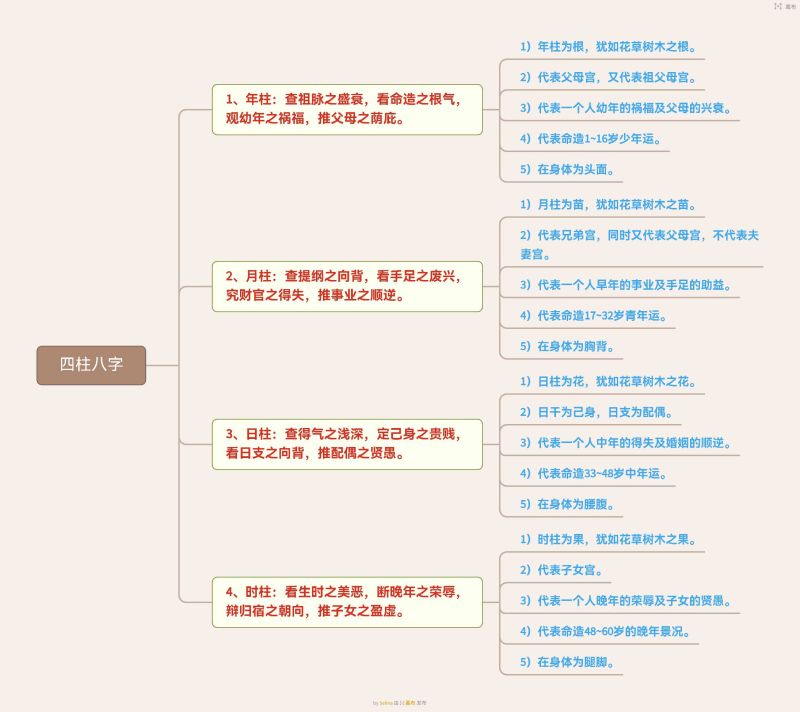 幕布
四柱八字
1、年柱：查祖脉之盛衰，看命造之根气，
观幼年之祸福，推父母之荫庇。
1）年柱为根，犹如花草树木之根。
2）代表父母宫，又代表祖父母宫。
3）代表一个人幼年的祸福及父母的兴衰。
4）代表命造1~16岁少年运。
5）在身体为头面。
2、月柱：查提纲之向背，看手足之废兴，
究财官之得失，推事业之顺逆。
1）月柱为苗，犹如花草树木之苗。
2）代表兄弟宫，同时又代表父母宫，不代表夫
妻宫。
3）代表一个人早年的事业及手足的助益。
4）代表命造17~32岁青年运。
5）在身体为胸背。
3、日柱：查得气之浅深，定己身之贵贱，
看日支之向背，推配偶之贤愚。
1）日柱为花，犹如花草树木之花。
2）日干为己身，日支为配偶。
3）代表一个人中年的得失及婚姻的顺逆。
4）代表命造33~48岁中年运。
5）在身体为腰腹。
4、时柱：看生时之美恶，断晚年之荣辱，
辩归宿之朝向，推子女之盈虚。
1）时柱为果，犹如花草树木之果。
2）代表子女宫。
3）代表一个人晚年的荣辱及子女的贤愚。
4）代表命造48~60岁的晚年景况。
5）在身体为腿脚。
by Selina 由 幕布 发布